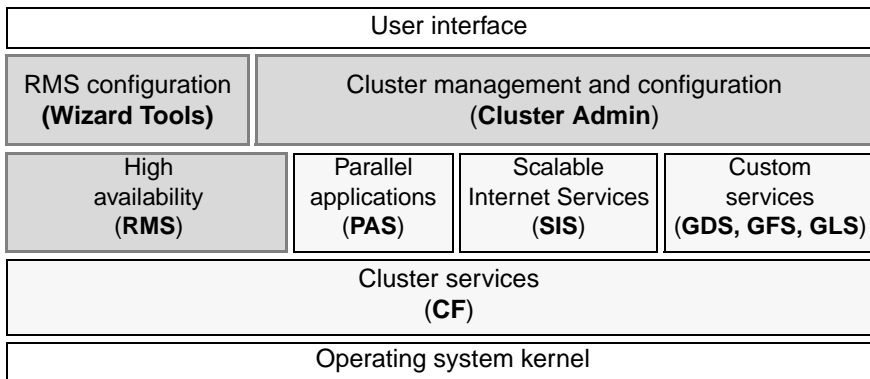 User interface
RMS configuration
(Wizard Tools)
Cluster management and configuration
(Cluster Admin)
High
availability
(RMS)
Parallel
applications
(PAS)
Scalable
Internet Services
(SIS)
Custom
services
(GDS, GFS, GLS)
Cluster services
(CF)
Operating system kernel